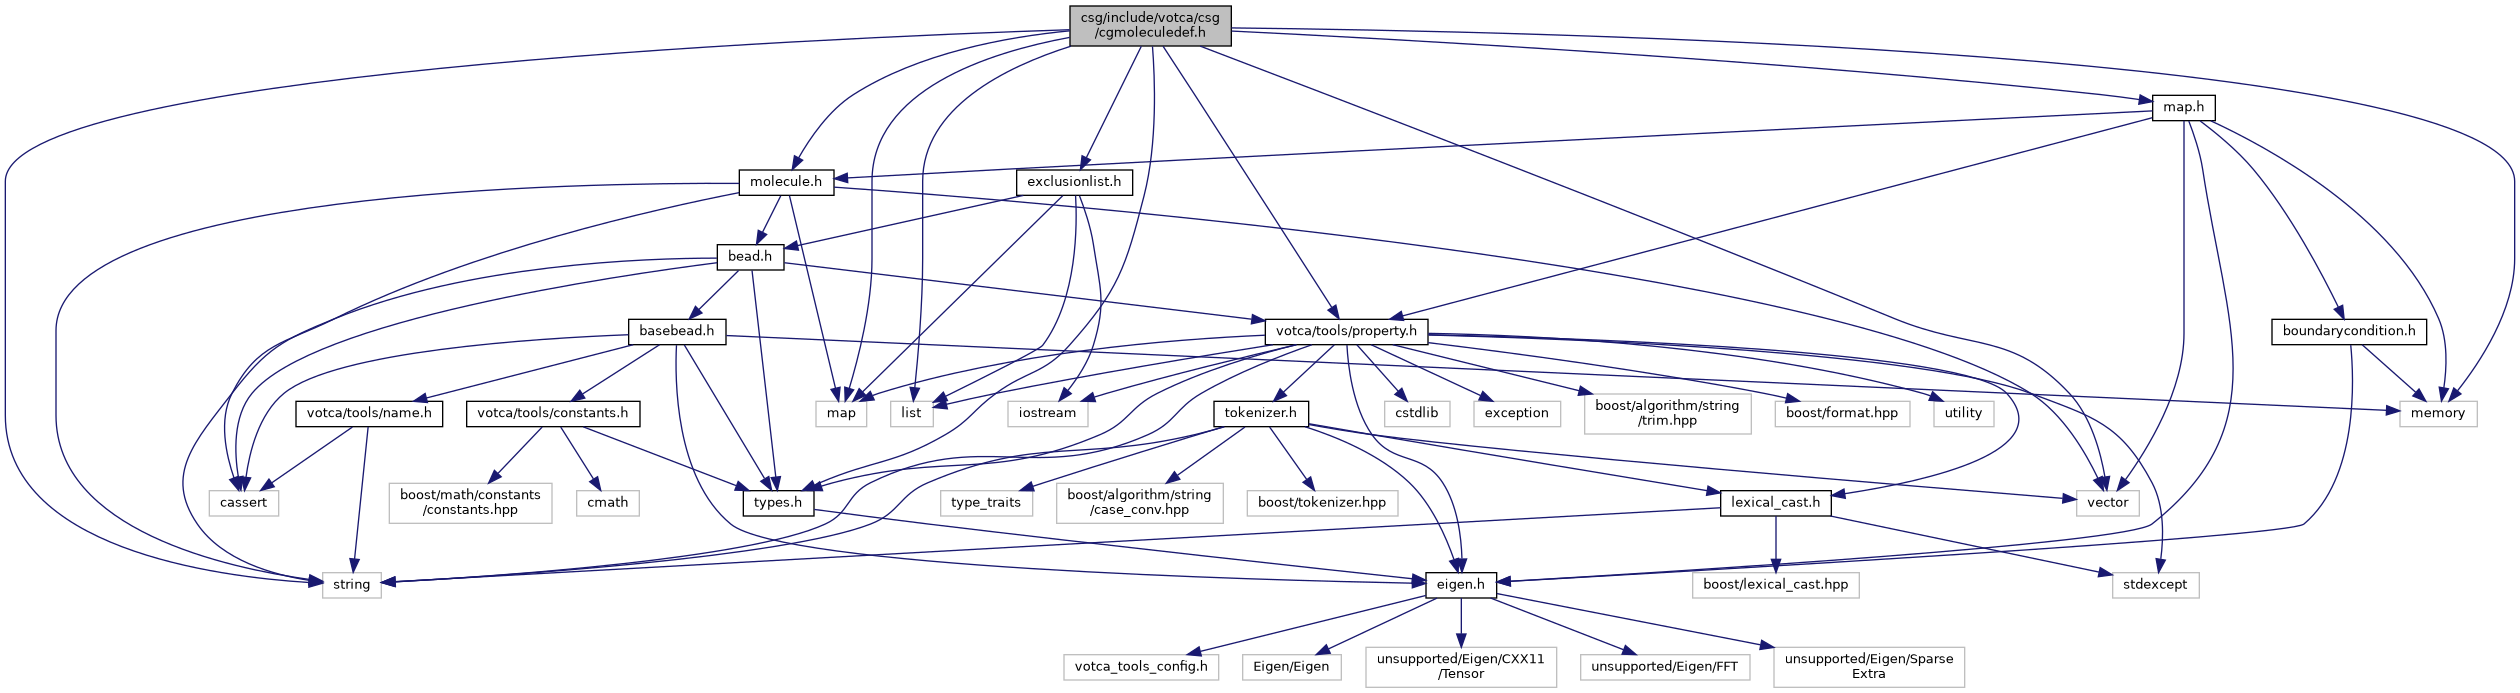 csg/include/votca/csg
/cgmoleculedef.h
map.h
molecule.h
exclusionlist.h
bead.h
basebead.h
votca/tools/property.h
boundarycondition.h
votca/tools/name.h
votca/tools/constants.h
map
list
iostream
tokenizer.h
cstdlib
exception
boost/algorithm/string
/trim.hpp
boost/format.hpp
utility
memory
cassert
boost/math/constants
/constants.hpp
cmath
types.h
type_traits
boost/algorithm/string
/case_conv.hpp
boost/tokenizer.hpp
lexical_cast.h
vector
string
eigen.h
boost/lexical_cast.hpp
stdexcept
votca_tools_config.h
Eigen/Eigen
unsupported/Eigen/CXX11
/Tensor
unsupported/Eigen/FFT
unsupported/Eigen/Sparse
Extra